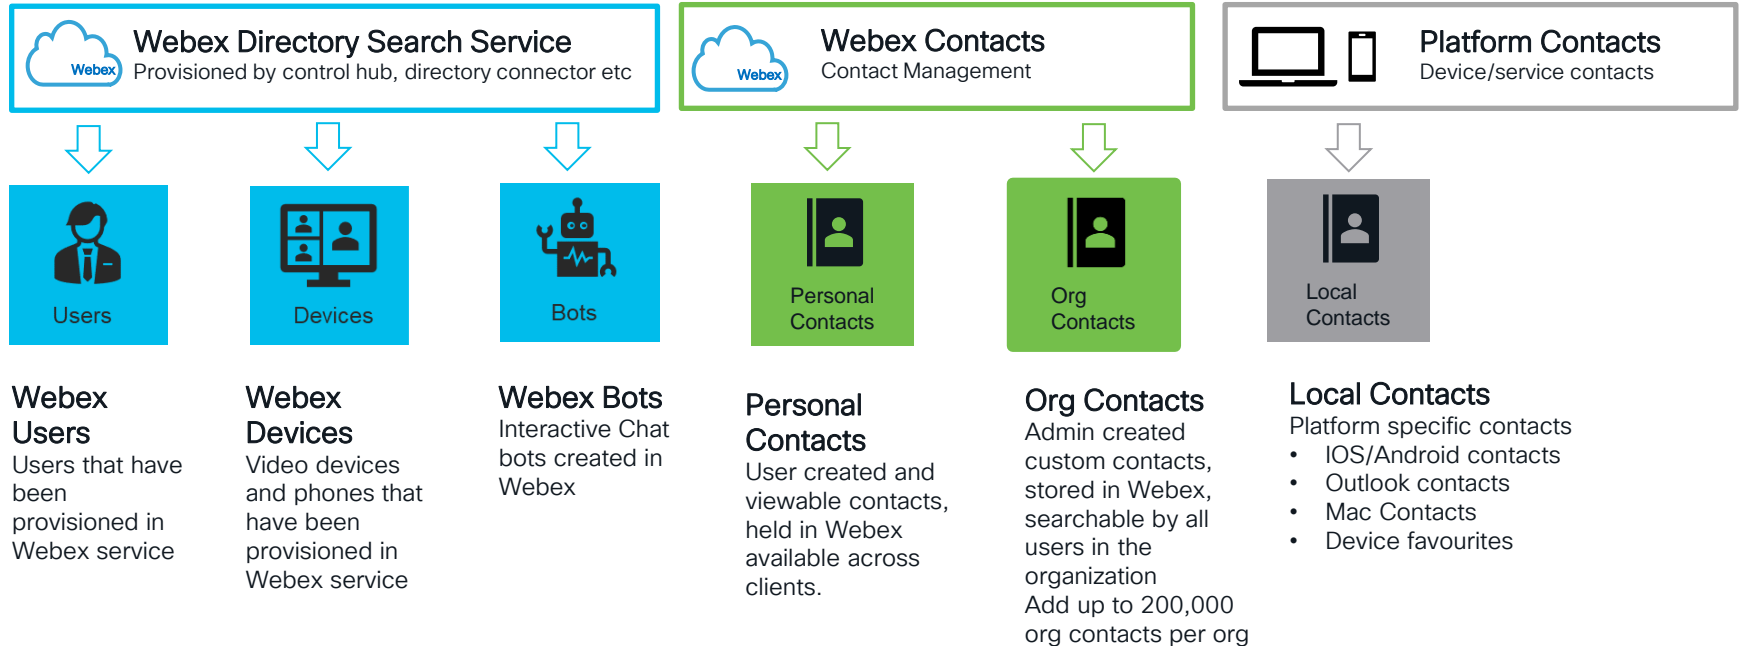 Webex
Webex Directory Search Service
Provisioned by control hub, directory connector etc
Webex
Webex Contacts
Contact Management
Platform Contacts
Device/service contacts
Users
Devices
Bots
Personal
Contacts
Org
Contacts
Local
Contacts
Webex
Users
Users that have
been
provisioned in
Webex service
Webex
Devices
Video devices
and phones that
have been
provisioned in
Webex service
Webex Bots
Interactive Chat
bots created in
Webex
Personal
Contacts
User created and
viewable contacts,
held in Webex
available across
clients.
Org Contacts
Admin created
custom contacts,
stored in Webex,
searchable by all
users in the
organization
Add up to 200,000
org contacts per org
Local Contacts
Platform specific contacts
• IOS/Android contacts
• Outlook contacts
• Mac Contacts
• Device favourites